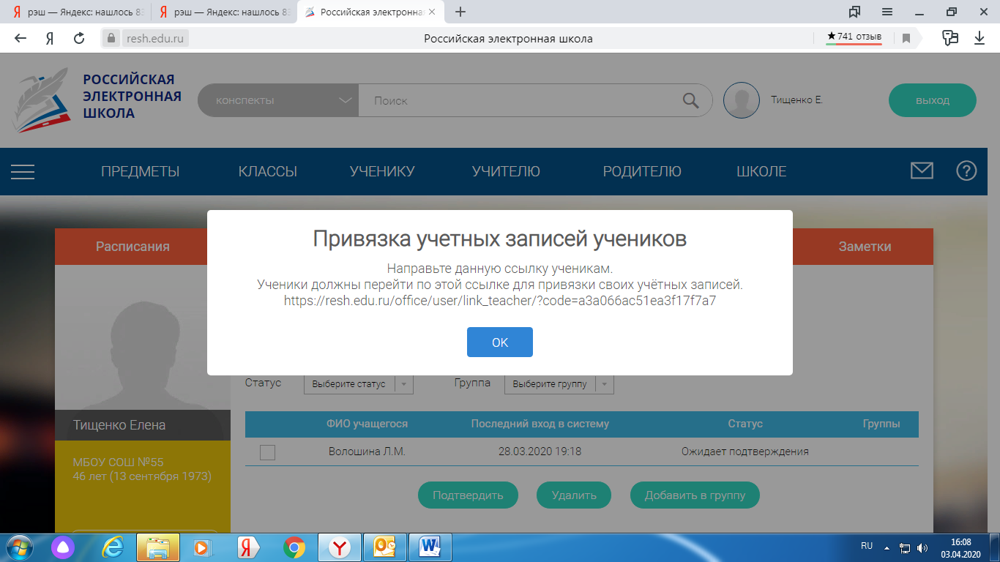 рэш — Яндекс: нашлось 83
рэш — Яндекс: нашлось 83
Российская электронна
Я
resh.edu.ru
Российская электронная школа
★741 отзыв
РОССИЙСКАЯ
ЭЛЕКТРОННАЯ
ШКОЛА
конспекты
Поиск
Тищенко Е.
выход
ПРЕДМЕТЫ
КЛАССЫ
УЧЕНИКУ
УЧИТЕЛЮ
РОДИТЕЛЮ
ШКОЛЕ
Расписания
Заметки
Привязка учетных записей учеников
Направьте данную ссылку ученикам.
Ученики должны перейти по этой ссылке для привязки своих учётных записей.
https://resh.edu.ru/office/user/link_teacher/?code=a3a066ac51ea3f17f7a7
OK
Статус
Выберите статус
Группа
Выберите группу
Тищенко Елена
МБОУ СОШ №55
46 лет (13 сентября 1973)
ФИО учащегося
Последний вход в систему
Статус
Группы
Волошина Л.М.
28.03.2020 19:18
Ожидает подтверждения
Подтвердить
Удалить
Добавить в группу
RU
16:08
03.04.2020